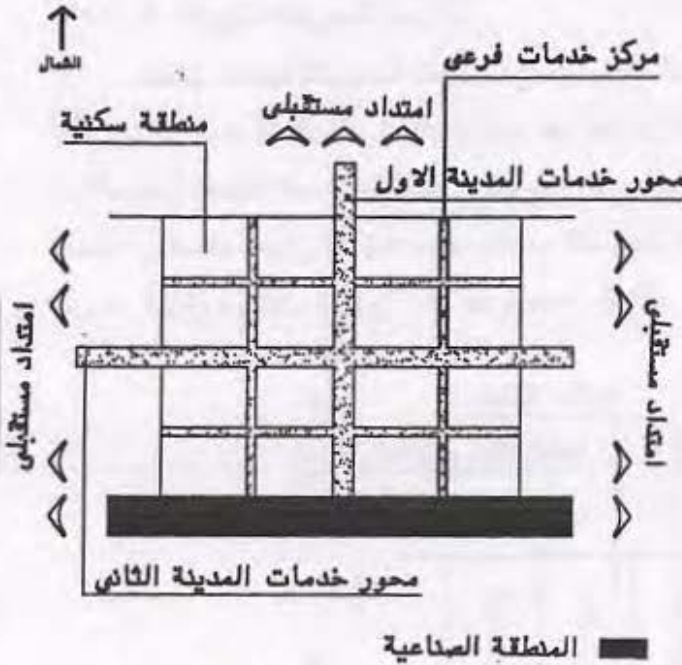 الشمال
مركز خدمات فرعى
امتداد مستقبلى
منطقة سكنية
محور خدمات المدينة الاول
امتداد مستقبلى
امتداد مستقبلى
محور خدمات المدينة الثانى
المنطقة الصناعية